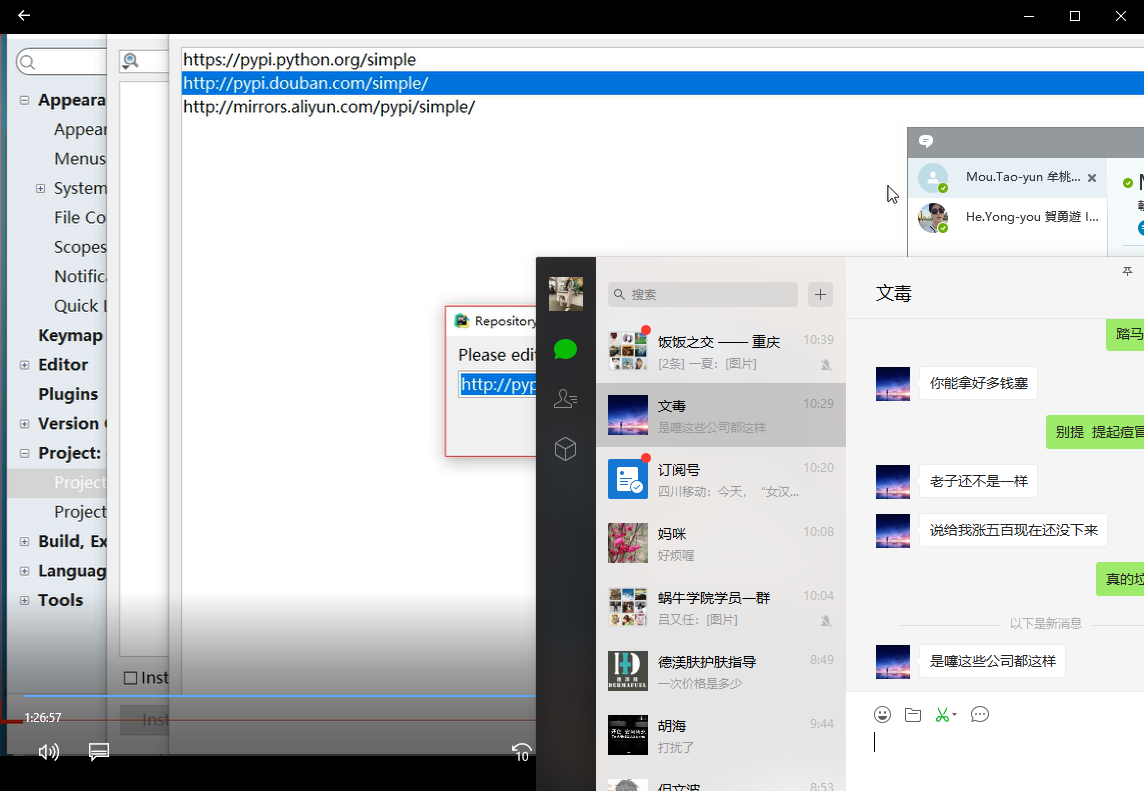 https://pypi.python.org/simple
http://pypi.douban.com/simple/
http://mirrors.aliyun.com/pypi/simple/
Appeara
Appear
Menus
System
File Co
Scopes
Notific
Quick L
Keymap
Editor
Plugins
Version
Project:
Project
Project
Build, Ex
Languag
Tools
Inst
Inst
1:26:57
10
Repository
Please edi
http://pyp
Mou.Tao-yun 牟桃...
He.Yong-you 賀勇遊 I...
搜索
饭饭之交 —— 重庆
10:39
[2条] 一夏: [图片]
文毒
10:29
是噻这些公司都这样
订阅号
10:20
四川移动: 今天， “女汉...
妈咪
10:08
好烦喔
蜗牛学院学员一群
10:04
吕又任: [图片]
德渼肤护肤指导
8:49
一次价格是多少
DERMAFUEL
胡海
9:44
打扰了
8:53
文毒
踏马
你能拿好多钱塞
别提 提起痘冒
老子还不是一样
说给我涨五百现在还没下来
真的垃
以下是新消息
是噻这些公司都这样